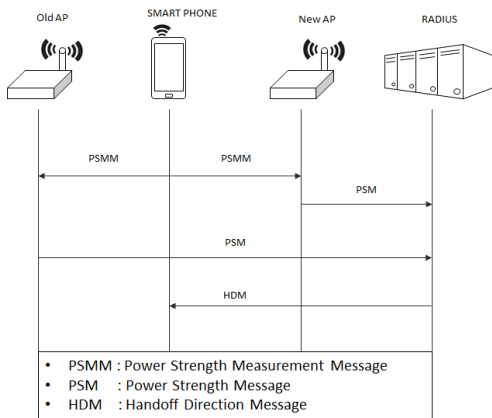 Old AP
SMART PHONE
New AP
RADIUS
PSMM
PSMM
PSM
PSM
HDM
• PSMM : Power Strength Measurement Message
• PSM : Power Strength Message
• HDM : Handoff Direction Message